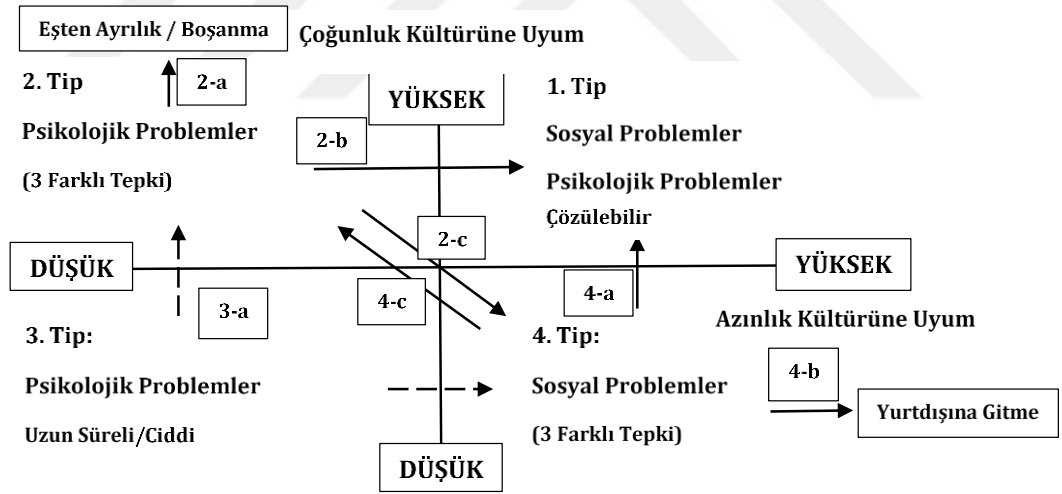 Eşten Ayrılık / Boşanma
Çoğunluk Kültürüne Uyum
2. Tip
2-a
Psikolojik Problemler
(3 Farklı Tepki)
YÜKSEK
2-b
1. Tip
Sosyal Problemler
Psikolojik Problemler
Çözülebilir
2-c
DÜŞÜK
YÜKSEK
3-a
4-c
4-a
Azınlık Kültürüne Uyum
3. Tip:
Psikolojik Problemler
Uzun Süreli/Ciddi
4. Tip:
Sosyal Problemler
(3 Farklı Tepki)
4-b
Yurtdışına Gitme
DÜŞÜK